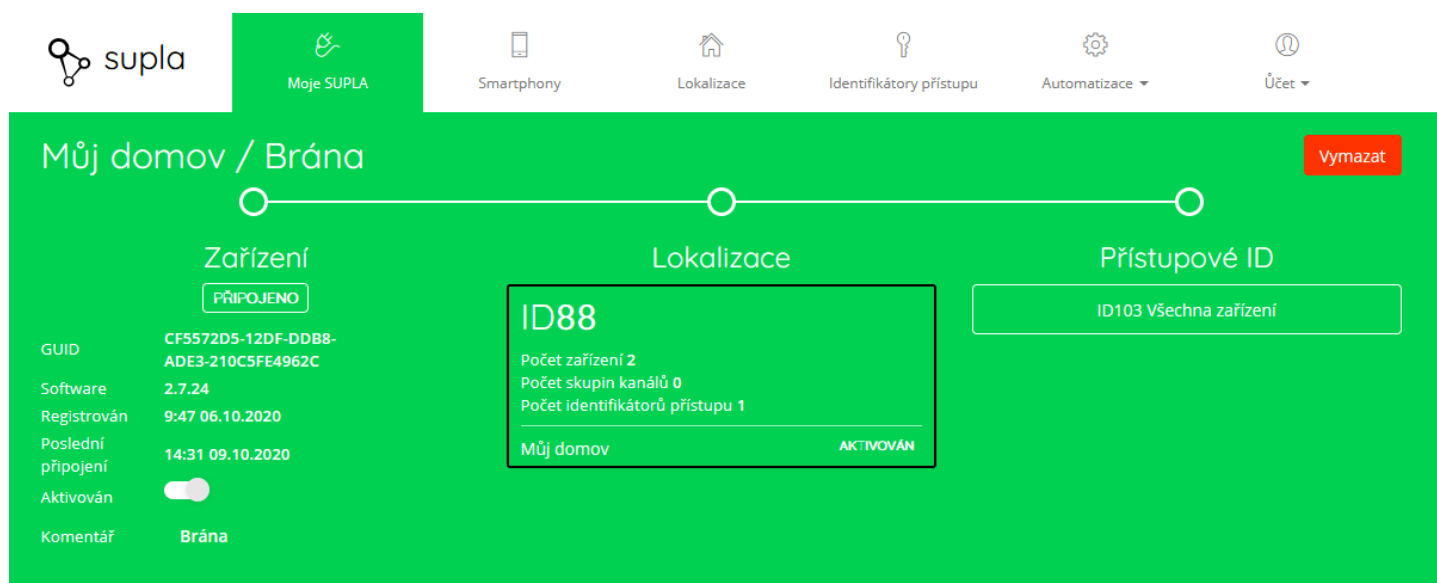 supla
Moje SUPLA
Smartphony
Lokalizace
Identifikátory přístupu
Automatizace
Účet
Můj domov / Brána
Vymazat
Zařízení
PŘIPOJENO
GUID CF5572D5-12DF-DDB8-
ADE3-210C5FE4962C
Software 2.7.24
Registrován 9:47 06.10.2020
Poslední
připojení 14:31 09.10.2020
Aktivován
Komentář Brána
Lokalizace
ID88
Počet zařízení 2
Počet skupin kanálů 0
Počet identifikátorů přístupu 1
Můj domov AKTIVOVÁN
Přístupové ID
ID103 Všechna zařízení